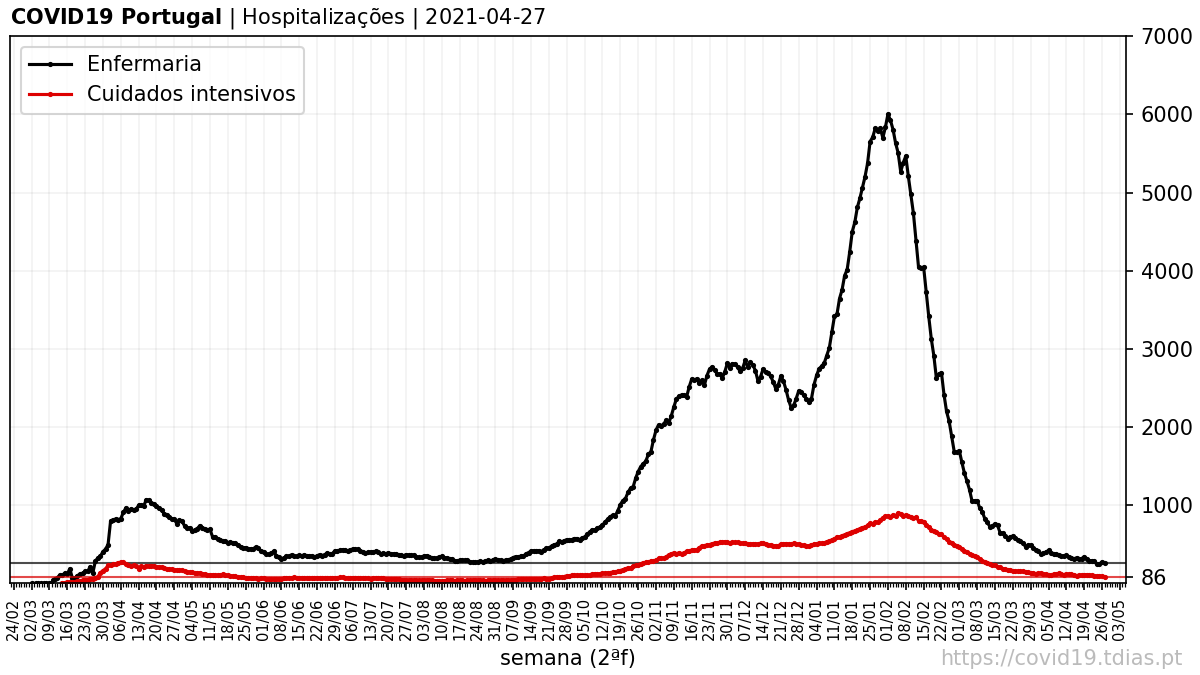 COVID19 Portugal | Hospitalizações | 2021-04-27
Enfermaria
Cuidados intensivos
7000
6000
5000
4000
3000
2000
1000
86
24/02 02/03 09/03 16/03 23/03 30/03 06/04 13/04 20/04 27/04 04/05 11/05 18/05 25/05 01/06 08/06 15/06 22/06 29/06 06/07 13/07 20/07 27/07 03/08 10/08 17/08 24/08 31/08 07/09 14/09 21/09 28/09 05/10 12/10 19/10 26/10 02/11 09/11 16/11 23/11 30/11 07/12 14/12 21/12 28/12 04/01 11/01 18/01 25/01 01/02 08/02 15/02 22/02 01/03 08/03 15/03 22/03 29/03 05/04 12/04 19/04 26/04 03/05
semana (2ªf)
https://covid19.tdias.pt